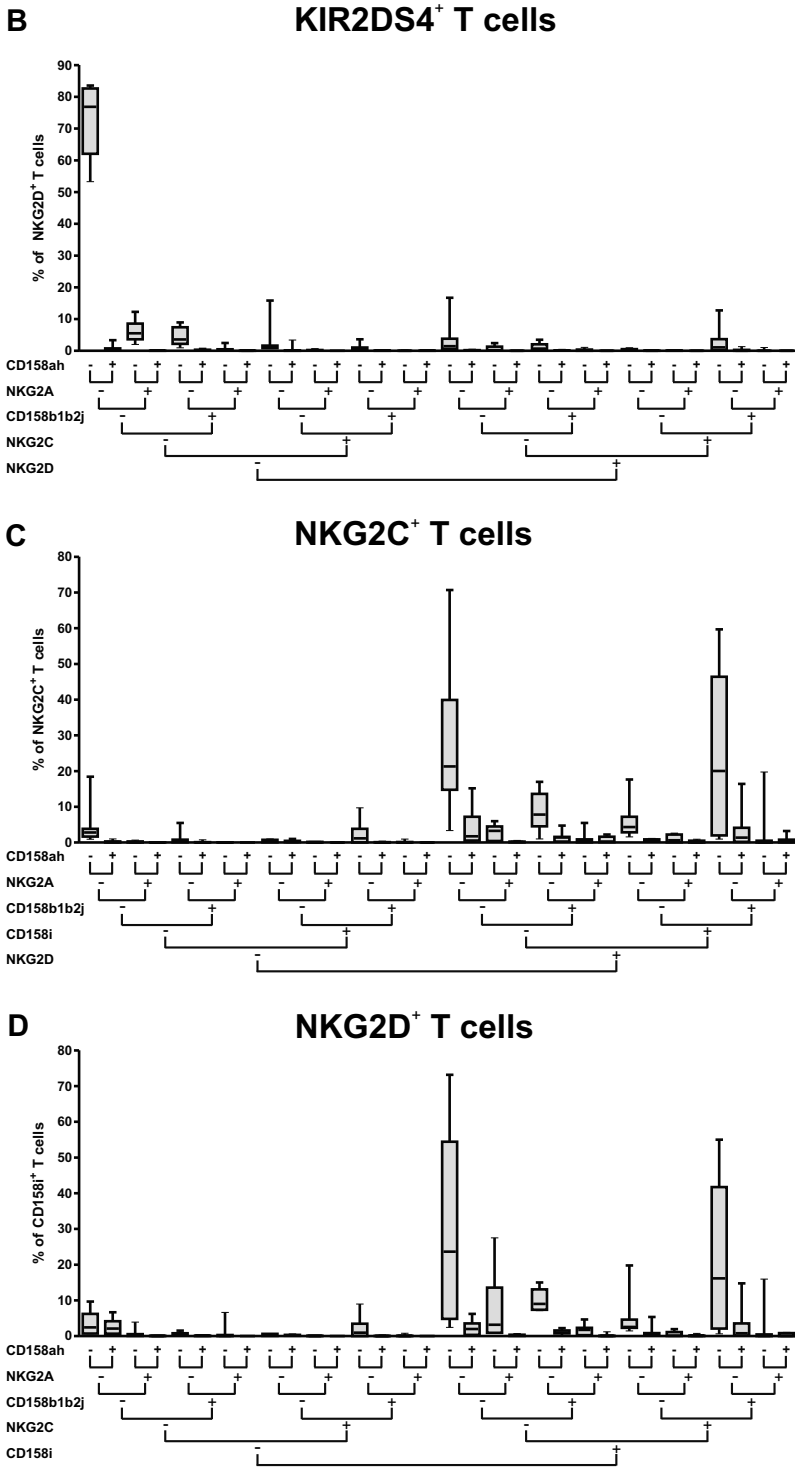 B
KIR2DS4⁺ T cells
% of NKG2D⁺ T cells
90
80
70
60
50
40
30
20
10
0
CD158ah - + - + - + - + - + - + - + - + - + - + - + - + - + - + - + - +
NKG2A - + - + - + - + - + - + - + - +
CD158b1b2j - + - + - + - +
NKG2C - + - +
NKG2D - +
C
NKG2C⁺ T cells
% of NKG2C⁺ T cells
80
70
60
50
40
30
20
10
0
CD158ah - + - + - + - + - + - + - + - + - + - + - + - + - + - + - + - +
NKG2A - + - + - + - + - + - + - + - +
CD158b1b2j - + - + - + - +
CD158i - + - +
NKG2D - +
D
NKG2D⁺ T cells
% of CD158i⁺ T cells
80
70
60
50
40
30
20
10
0
CD158ah - + - + - + - + - + - + - + - + - + - + - + - + - + - + - + - +
NKG2A - + - + - + - + - + - + - + - +
CD158b1b2j - + - + - + - +
NKG2C - + - +
CD158i - +